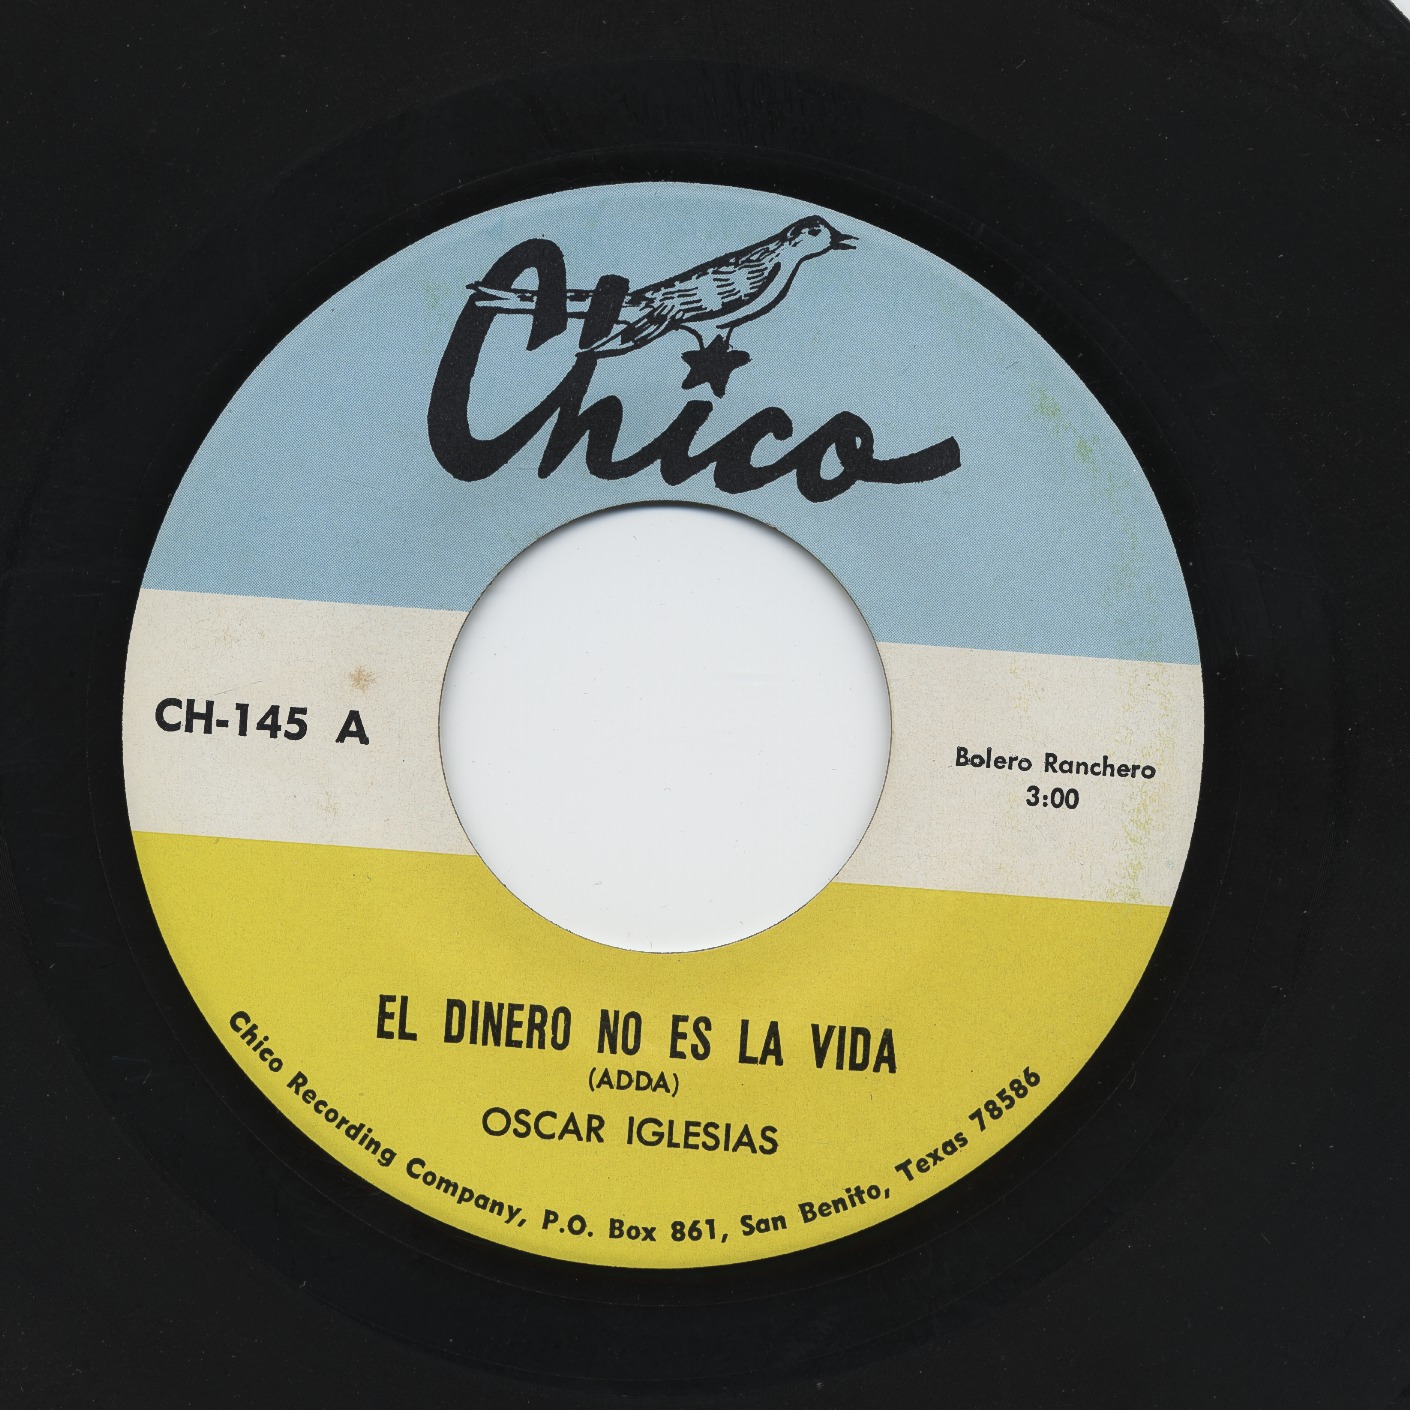 Chico
CH-145 A
Bolero Ranchero
3:00
EL DINERO NO ES LA VIDA
(ADDA)
OSCAR IGLESIAS
Chico Recording Company, P.O. Box 861, San Benito, Texas 78586